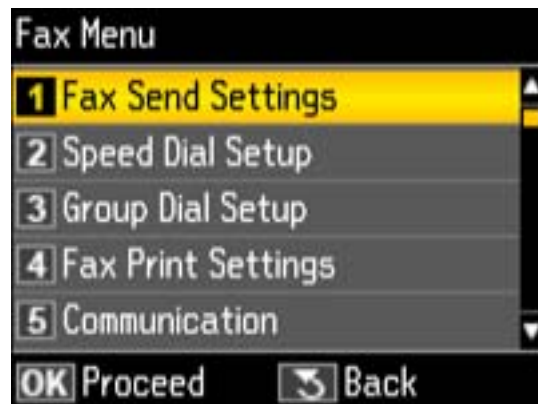 Fax Menu
1 Fax Send Settings
2 Speed Dial Setup
3 Group Dial Setup
4 Fax Print Settings
5 Communication
OK Proceed Back